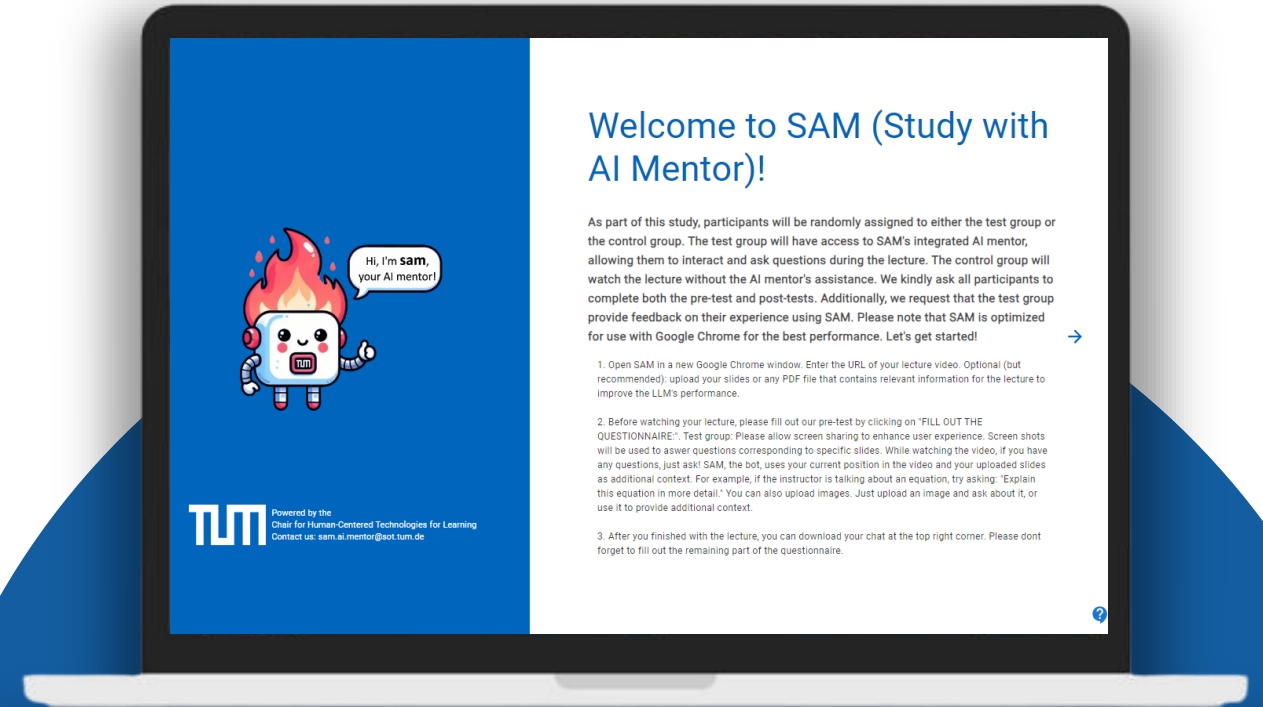 Hi, I'm sam,
your AI mentor!
TUM
TUM
Powered by the
Chair for Human-Centered Technologies for Learning
Contact us: sam.ai.mentor@sot.tum.de
Welcome to SAM (Study with
AI Mentor)!
As part of this study, participants will be randomly assigned to either the test group or
the control group. The test group will have access to SAM's integrated AI mentor,
allowing them to interact and ask questions during the lecture. The control group will
watch the lecture without the AI mentor's assistance. We kindly ask all participants to
complete both the pre-test and post-tests. Additionally, we request that the test group
provide feedback on their experience using SAM. Please note that SAM is optimized
for use with Google Chrome for the best performance. Let's get started!
1. Open SAM in a new Google Chrome window. Enter the URL of your lecture video. Optional (but
recommended): upload your slides or any PDF file that contains relevant information for the lecture to
improve the LLM's performance.
2. Before watching your lecture, please fill out our pre-test by clicking on "FILL OUT THE
QUESTIONNAIRE:". Test group: Please allow screen sharing to enhance user experience. Screen shots
will be used to aswer questions corresponding to specific slides. While watching the video, if you have
any questions, just ask! SAM, the bot, uses your current position in the video and your uploaded slides
as additional context. For example, if the instructor is talking about an equation, try asking: "Explain
this equation in more detail." You can also upload images. Just upload an image and ask about it, or
use it to provide additional context.
3. After you finished with the lecture, you can download your chat at the top right corner. Please dont
forget to fill out the remaining part of the questionnaire.
?